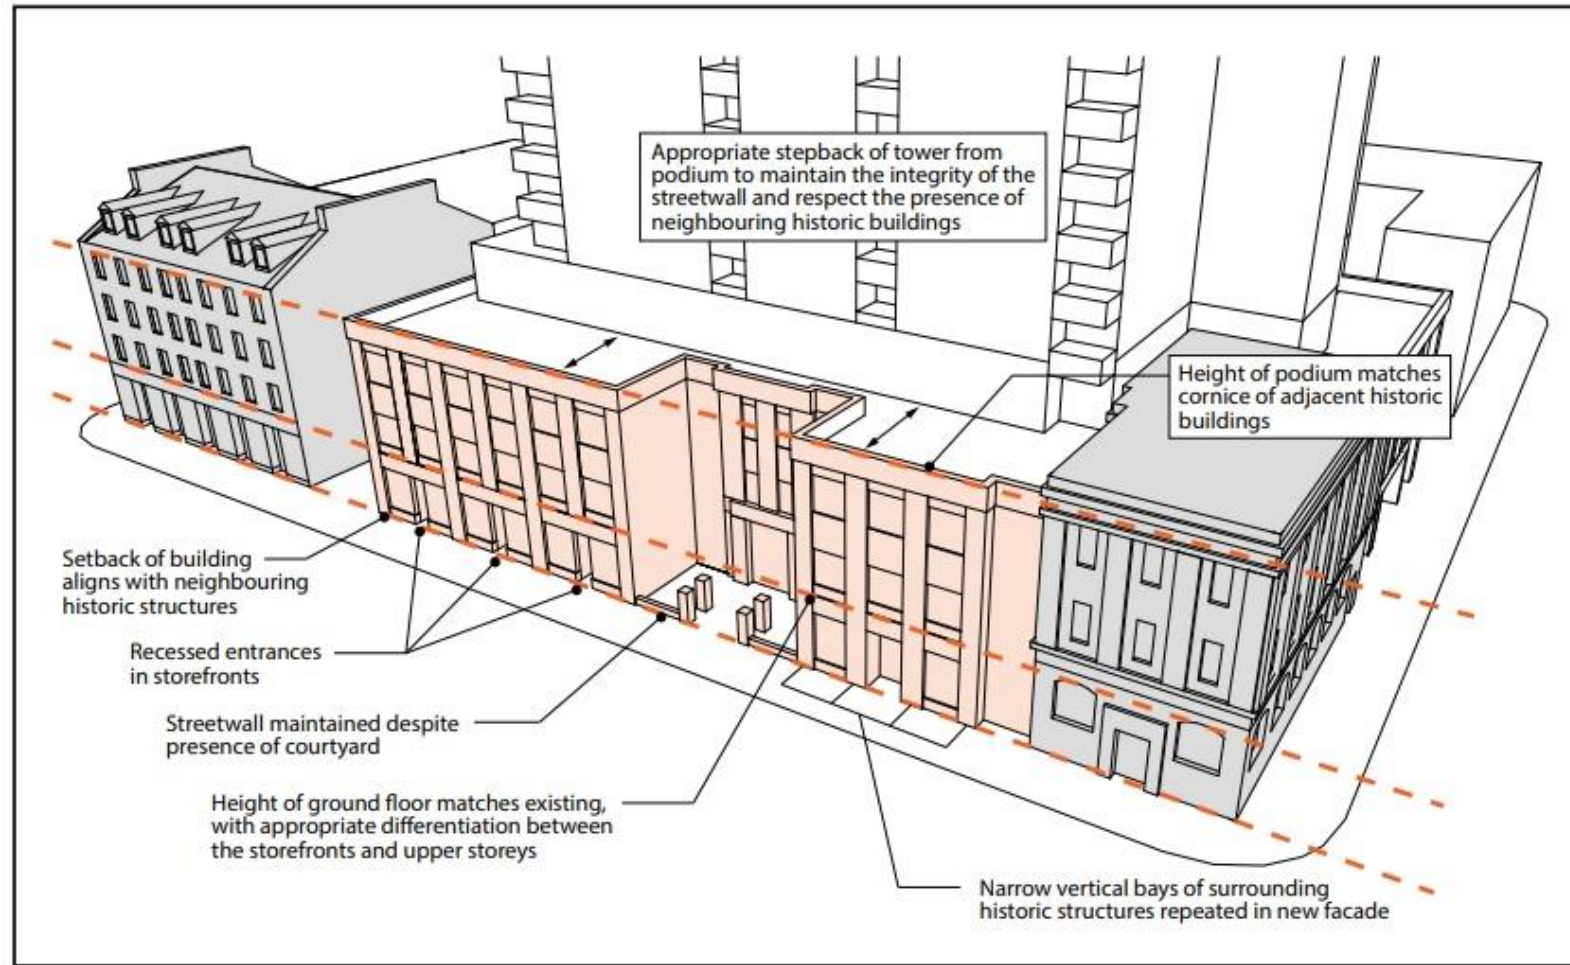 Appropriate stepback of tower from
podium to maintain the integrity of the
streetwall and respect the presence of
neighbouring historic buildings
Height of podium matches
cornice of adjacent historic
buildings
Setback of building
aligns with neighbouring
historic structures
Recessed entrances
in storefronts
Streetwall maintained despite
presence of courtyard
Height of ground floor matches existing,
with appropriate differentiation between
the storefronts and upper storeys
Narrow vertical bays of surrounding
historic structures repeated in new facade